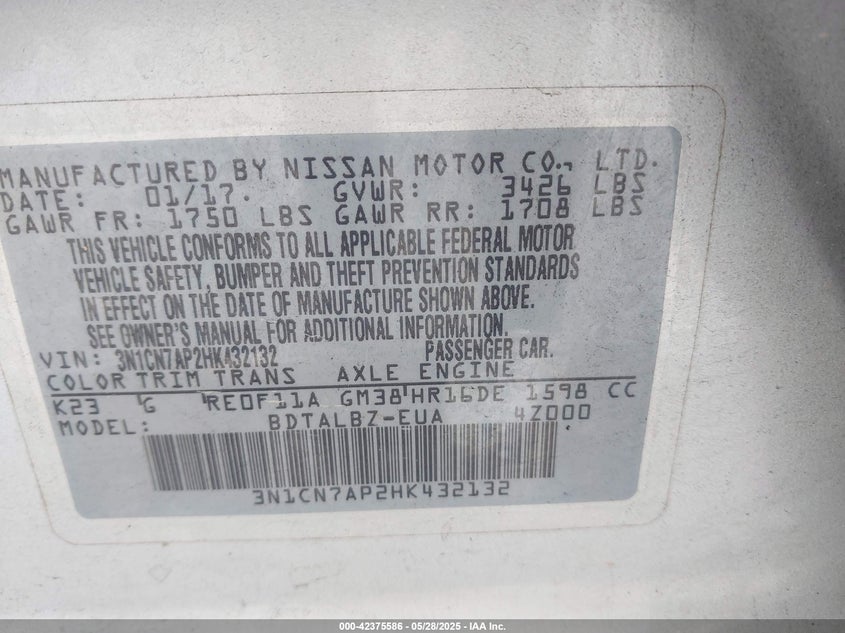 MANUFACTURED BY NISSAN MOTOR CO., LTD.
DATE: 01/17. GVWR: 3426 LBS
GAWR FR: 1750 LBS GAWR RR: 1708 LBS
THIS VEHICLE CONFORMS TO ALL APPLICABLE FEDERAL MOTOR
VEHICLE SAFETY, BUMPER AND THEFT PREVENTION STANDARDS
IN EFFECT ON THE DATE OF MANUFACTURE SHOWN ABOVE.
SEE OWNER'S MANUAL FOR ADDITIONAL INFORMATION.
VIN: 3N1CN7AP2HK432132 PASSENGER CAR.
COLOR TRIM TRANS AXLE ENGINE
K23 G RE0F11A GM38 HR16DE 1598 CC
MODEL: BDTALBZ-EUA 4Z000
3N1CN7AP2HK432132
000-42375586 - 05/28/2025 - IAA Inc.